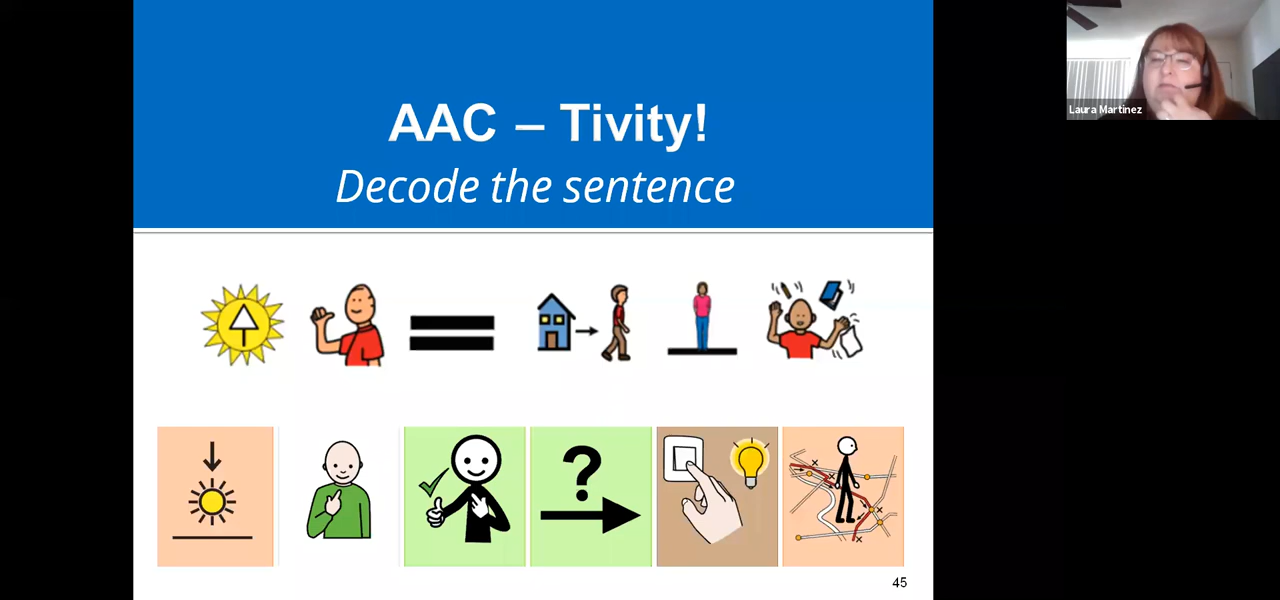 AAC – Tivity!
Decode the sentence
Laura Martinez
?
45